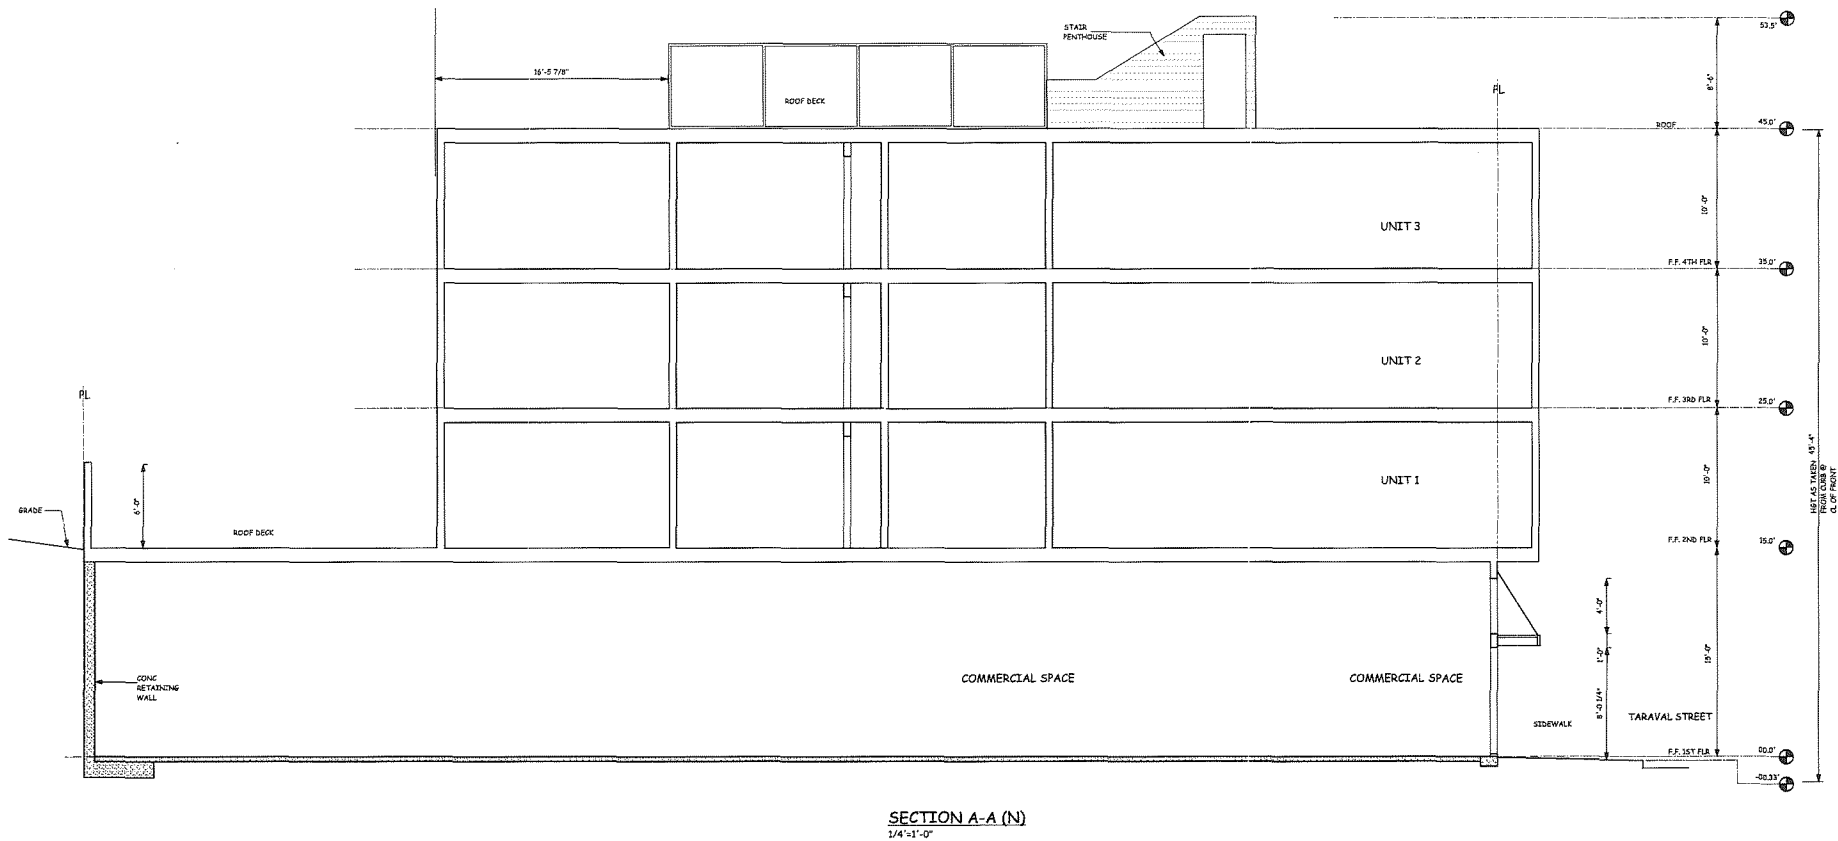 53.5'
STAIR
PENTHOUSE
16'-5 7/8"
8'-6"
PL
ROOF DECK
ROOF
45.0'
10'-0"
UNIT 3
F.F. 4TH FLR
35.0'
10'-0"
UNIT 2
PL
F.F. 3RD FLR
25.0'
HGT AS TAKEN 45'-4"
FROM CURB @
CL OF FRONT
10'-0"
UNIT 1
6'-0"
GRADE
ROOF DECK
F.F. 2ND FLR
15.0'
4'-0"
1'-0"
15'-0"
CONC
RETAINING
WALL
COMMERCIAL SPACE
COMMERCIAL SPACE
8'-0 1/4"
SIDEWALK
TARAVAL STREET
F.F. 1ST FLR
00.0'
-00.33'
SECTION A-A (N)
1/4"=1'-0"